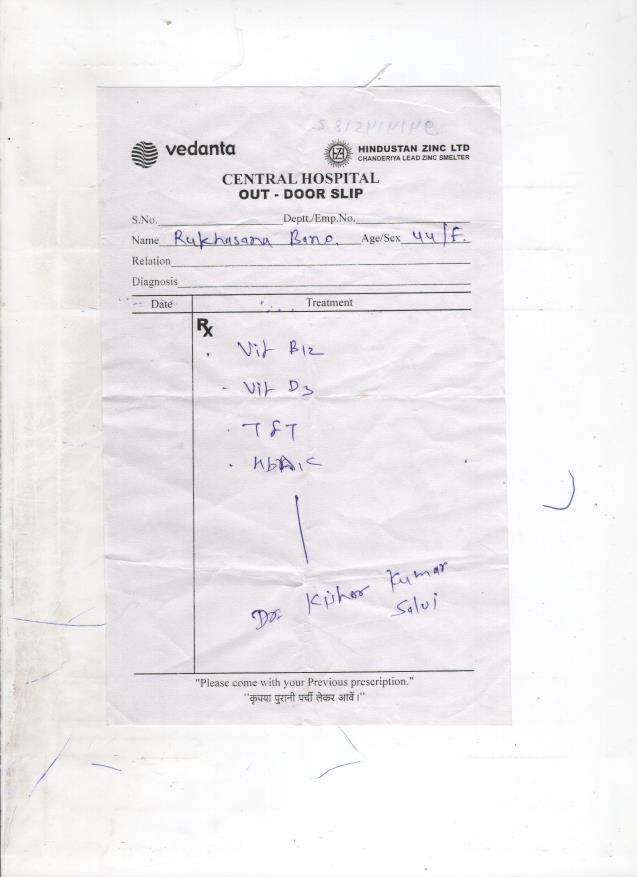 vedanta
HINDUSTAN ZINC LTD
CHANDERIYA LEAD ZINC SMELTER
CENTRAL HOSPITAL
OUT - DOOR SLIP
S.No. Deptt./Emp.No.
Name Rukhasana Bano. Age/Sex 44/F.
Relation
Diagnosis
Date Treatment
Rx
Vit B12
Vit D3
TFT
HbA1C
Dr. Kishor Kumar
Salvi
"Please come with your Previous prescription."
"कृपया पुरानी पर्ची लेकर आवें।"